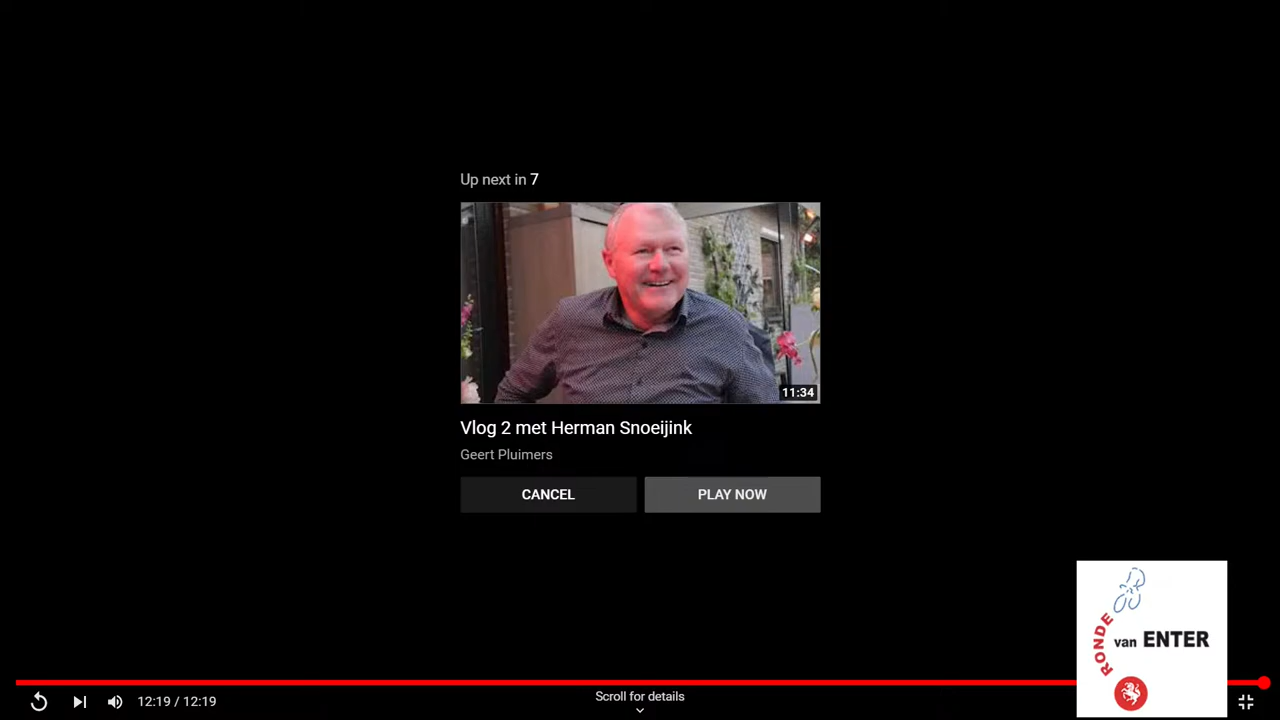 Up next in 7
11:34
Vlog 2 met Herman Snoeijink
Geert Pluimers
CANCEL
PLAY NOW
RONDE
van ENTER
12:19 / 12:19
Scroll for details